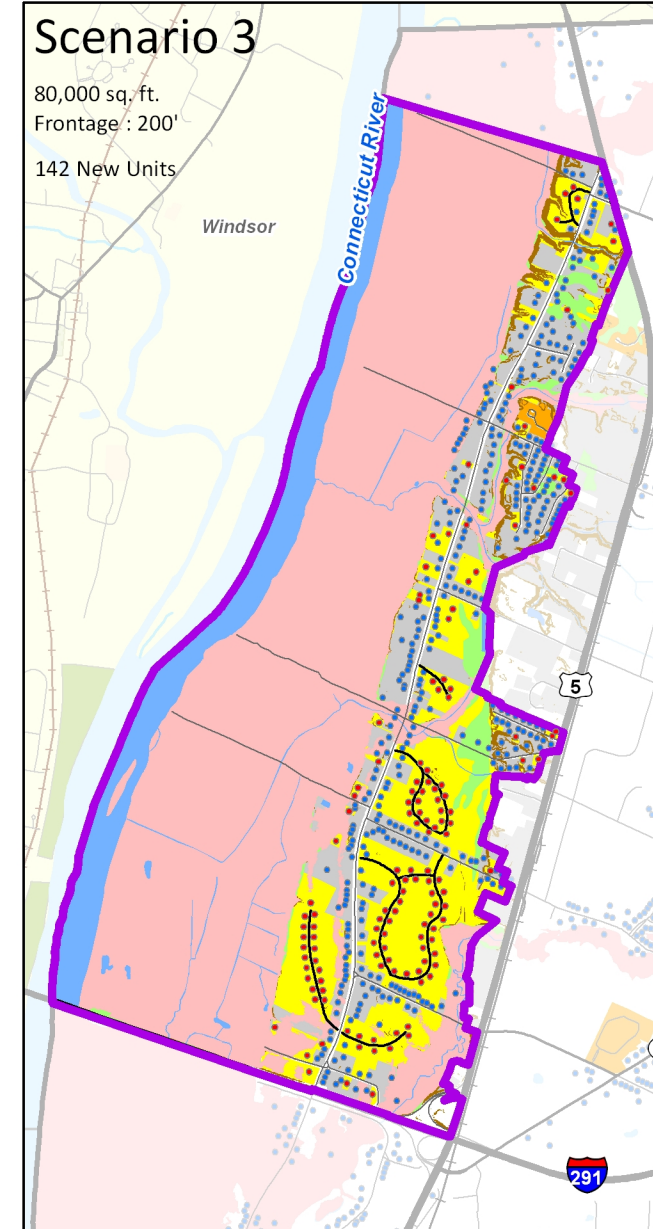 Scenario 3
80,000 sq. ft.
Frontage : 200'
142 New Units
Connecticut River
Windsor
5
291